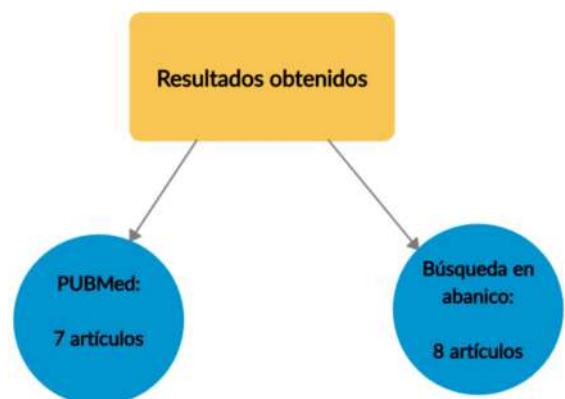 Resultados obtenidos
PUBMed:
7 artículos
Búsqueda en
abanico:
8 artículos